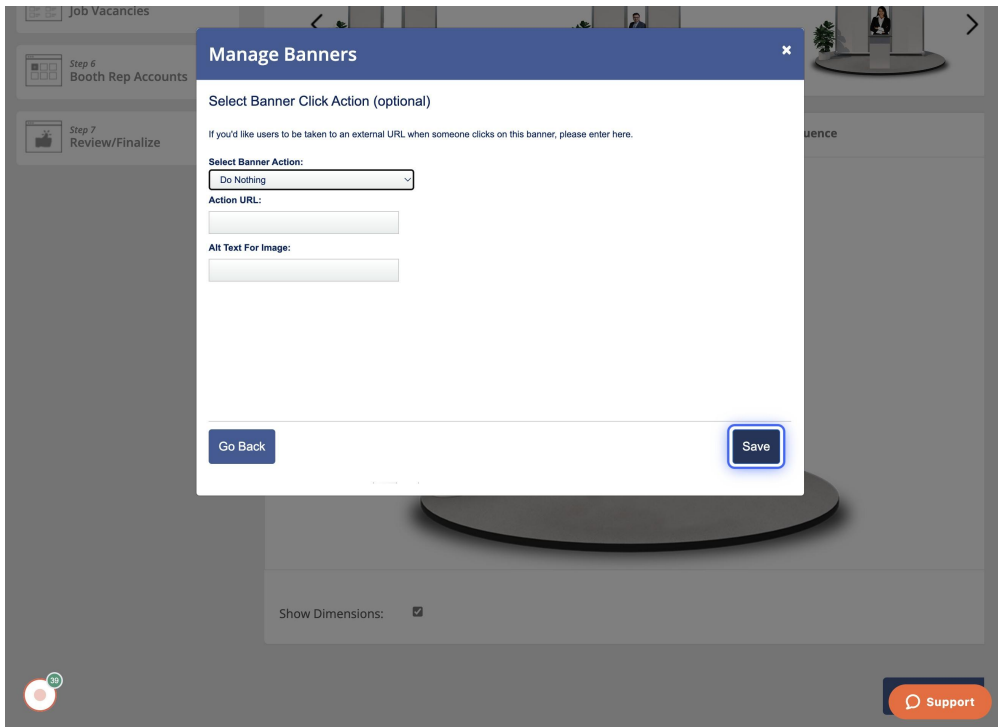 Job Vacancies
Step 6
Booth Rep Accounts
Step 7
Review/Finalize
Manage Banners
×
Select Banner Click Action (optional)
If you'd like users to be taken to an external URL when someone clicks on this banner, please enter here.
Select Banner Action:
Do Nothing
Action URL:
Alt Text For Image:
Go Back
Save
uence
Show Dimensions:
39
Support